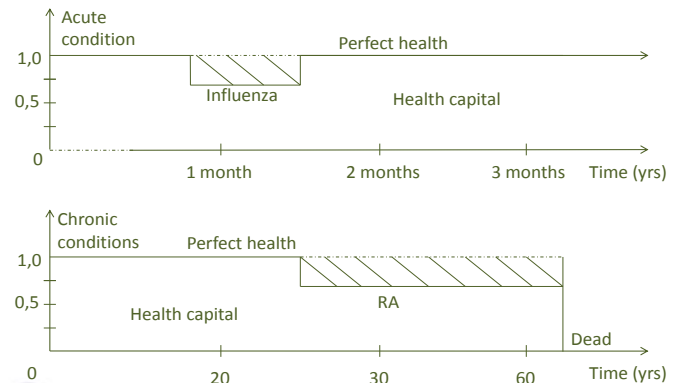 Acute
condition
1,0
Perfect health
0,5
Influenza
Health capital
0
1 month
2 months
3 months
Time (yrs)
Chronic
conditions
Perfect health
1,0
0,5
RA
Health capital
Dead
0
20
30
60
Time (yrs)